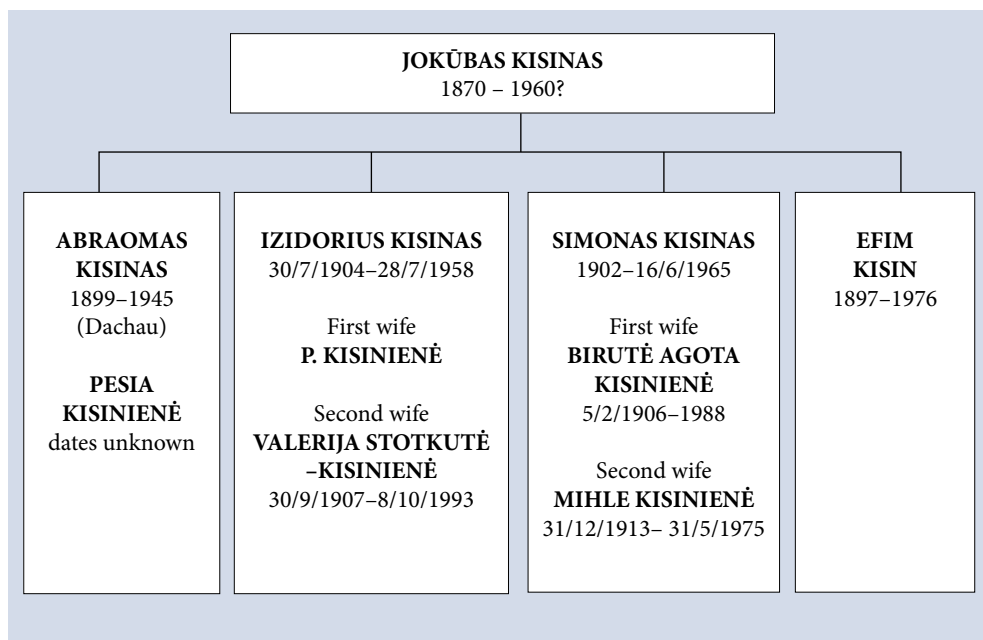 JOKŪBAS KISINAS
1870 – 1960?
ABRAOMAS
KISINAS
1899–1945
(Dachau)
PESIA
KISINIENĖ
dates unknown
IZIDORIUS KISINAS
30/7/1904–28/7/1958
First wife
P. KISINIENĖ
Second wife
VALERIJA STOTKUTĖ
–KISINIENĖ
30/9/1907–8/10/1993
SIMONAS KISINAS
1902–16/6/1965
First wife
BIRUTĖ AGOTA
KISINIENĖ
5/2/1906–1988
Second wife
MIHLE KISINIENĖ
31/12/1913– 31/5/1975
EFIM
KISIN
1897–1976